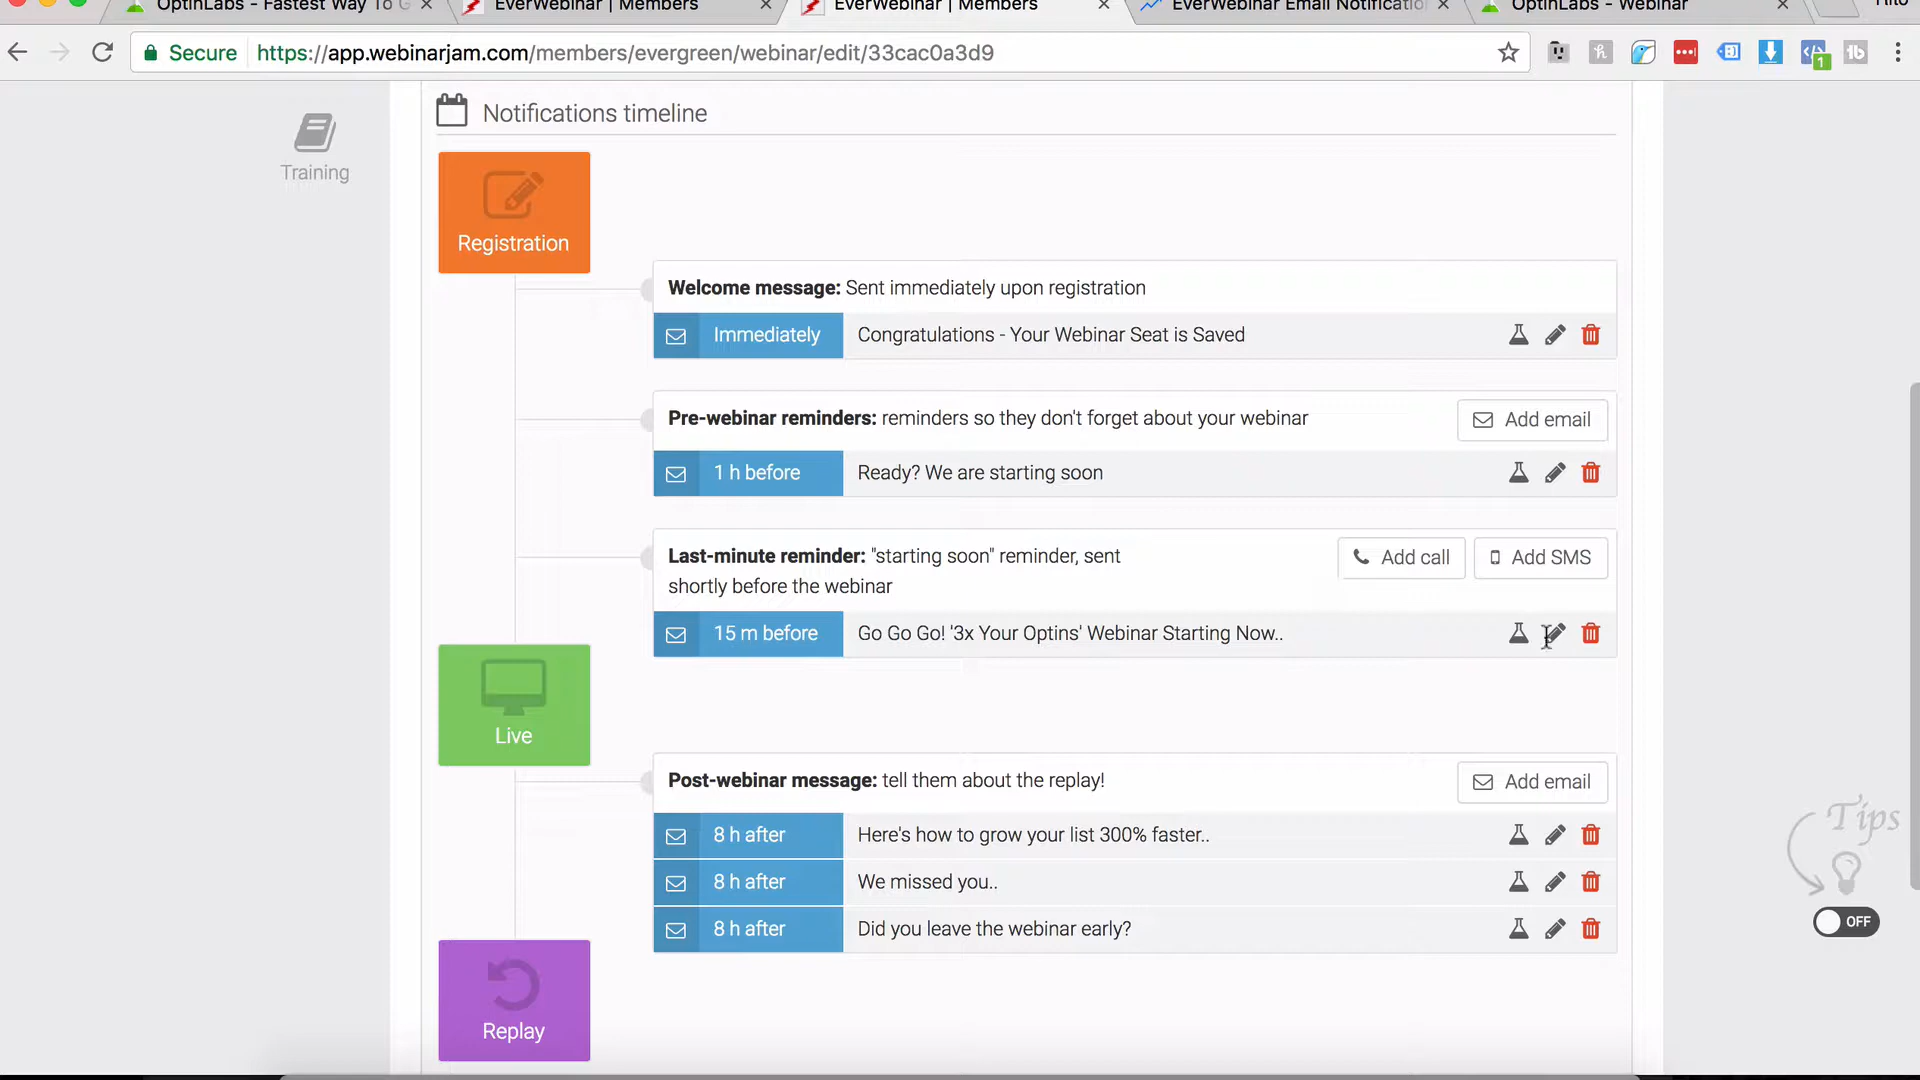 OptinLabs - Fastest Way To G
EverWebinar | Members
EverWebinar | Members
EverWebinar Email Notificatio
OptinLabs - Webinar
Secure
https://app.webinarjam.com/members/evergreen/webinar/edit/33cac0a3d9
1
Training
Notifications timeline
Registration
Welcome message: Sent immediately upon registration
Immediately
Congratulations - Your Webinar Seat is Saved
Pre-webinar reminders: reminders so they don't forget about your webinar
Add email
1 h before
Ready? We are starting soon
Last-minute reminder: "starting soon" reminder, sent
shortly before the webinar
Add call
Add SMS
15 m before
Go Go Go! '3x Your Optins' Webinar Starting Now..
Live
Post-webinar message: tell them about the replay!
Add email
8 h after
Here's how to grow your list 300% faster..
8 h after
We missed you..
8 h after
Did you leave the webinar early?
Replay
Tips
OFF